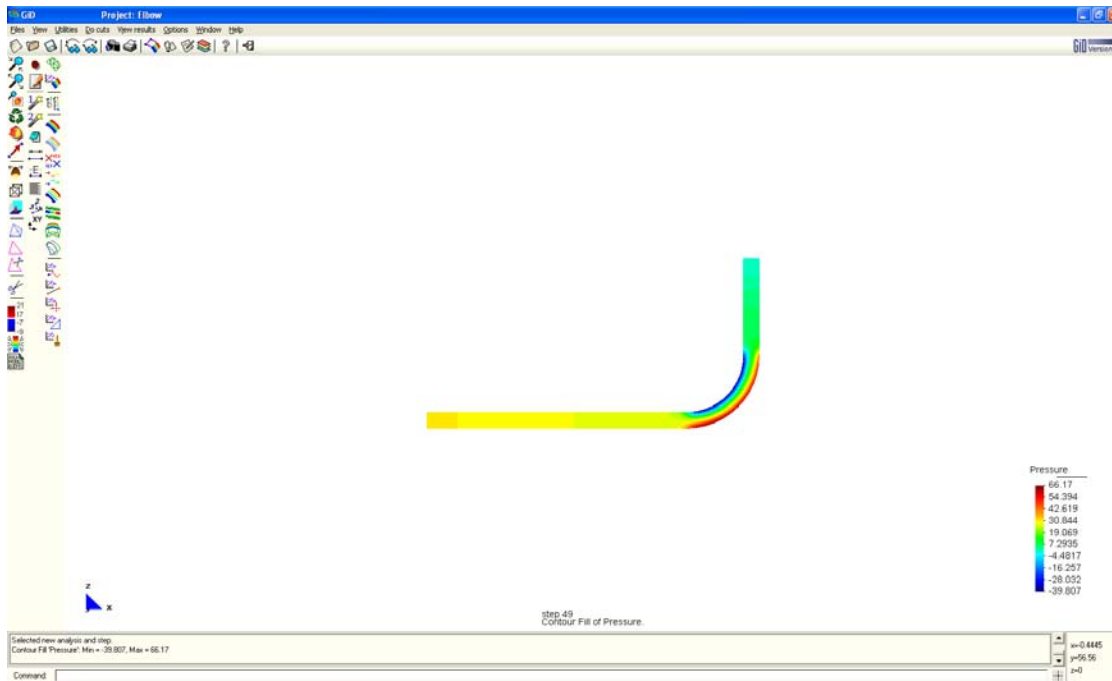 GiD Project: Elbow
Files View Utilities Do cuts View results Options Window Help
GiD Version
Pressure
66.17
54.394
42.619
30.844
19.069
7.2935
-4.4817
-16.257
-28.032
-39.807
z
x
step 49
Contour Fill of Pressure.
Selected new analysis and step.
Contour Fill 'Pressure': Min = -39.807, Max = 66.17
x=-0.4445
y=56.56
z=0
Command: